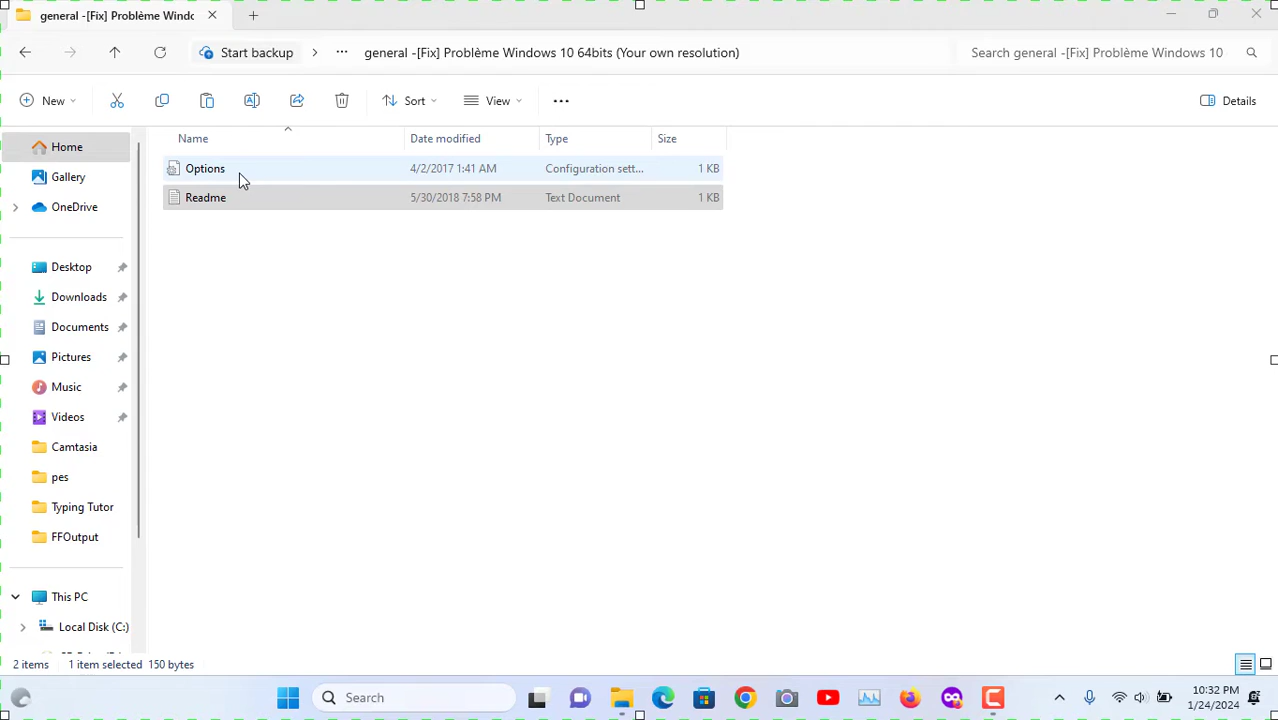 general -[Fix] Problème Windo
Start backup
general -[Fix] Problème Windows 10 64bits (Your own resolution)
Search general -[Fix] Problème Windows 10
New
Sort
View
Details
Name Date modified Type Size
Options 4/2/2017 1:41 AM Configuration sett... 1 KB
Readme 5/30/2018 7:58 PM Text Document 1 KB
Home
Gallery
OneDrive
Desktop
Downloads
Documents
Pictures
Music
Videos
Camtasia
pes
Typing Tutor
FFOutput
This PC
Local Disk (C:)
2 items 1 item selected 150 bytes
Search
10:32 PM
1/24/2024